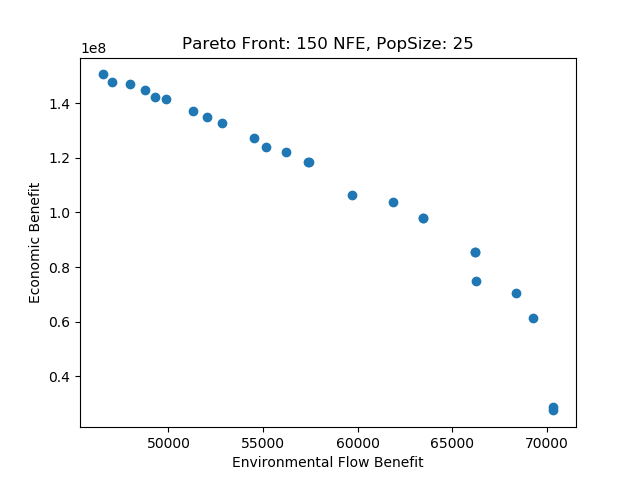 Pareto Front: 150 NFE, PopSize: 25
1e8
1.4
1.2
1.0
0.8
0.6
0.4
Economic Benefit
50000 55000 60000 65000 70000
Environmental Flow Benefit